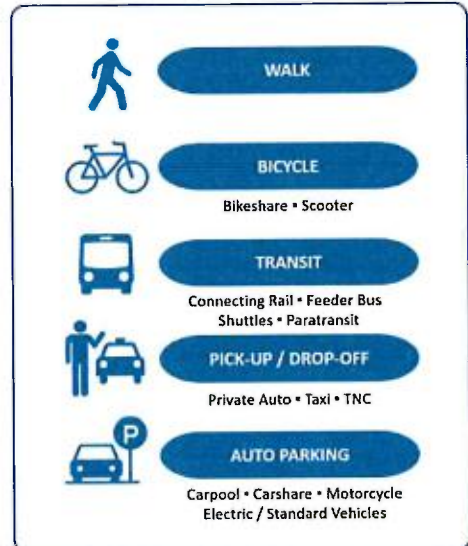 WALK
BICYCLE
Bikeshare ▪ Scooter
TRANSIT
Connecting Rail ▪ Feeder Bus
Shuttles ▪ Paratransit
PICK-UP / DROP-OFF
Private Auto ▪ Taxi ▪ TNC
P
AUTO PARKING
Carpool ▪ Carshare ▪ Motorcycle
Electric / Standard Vehicles